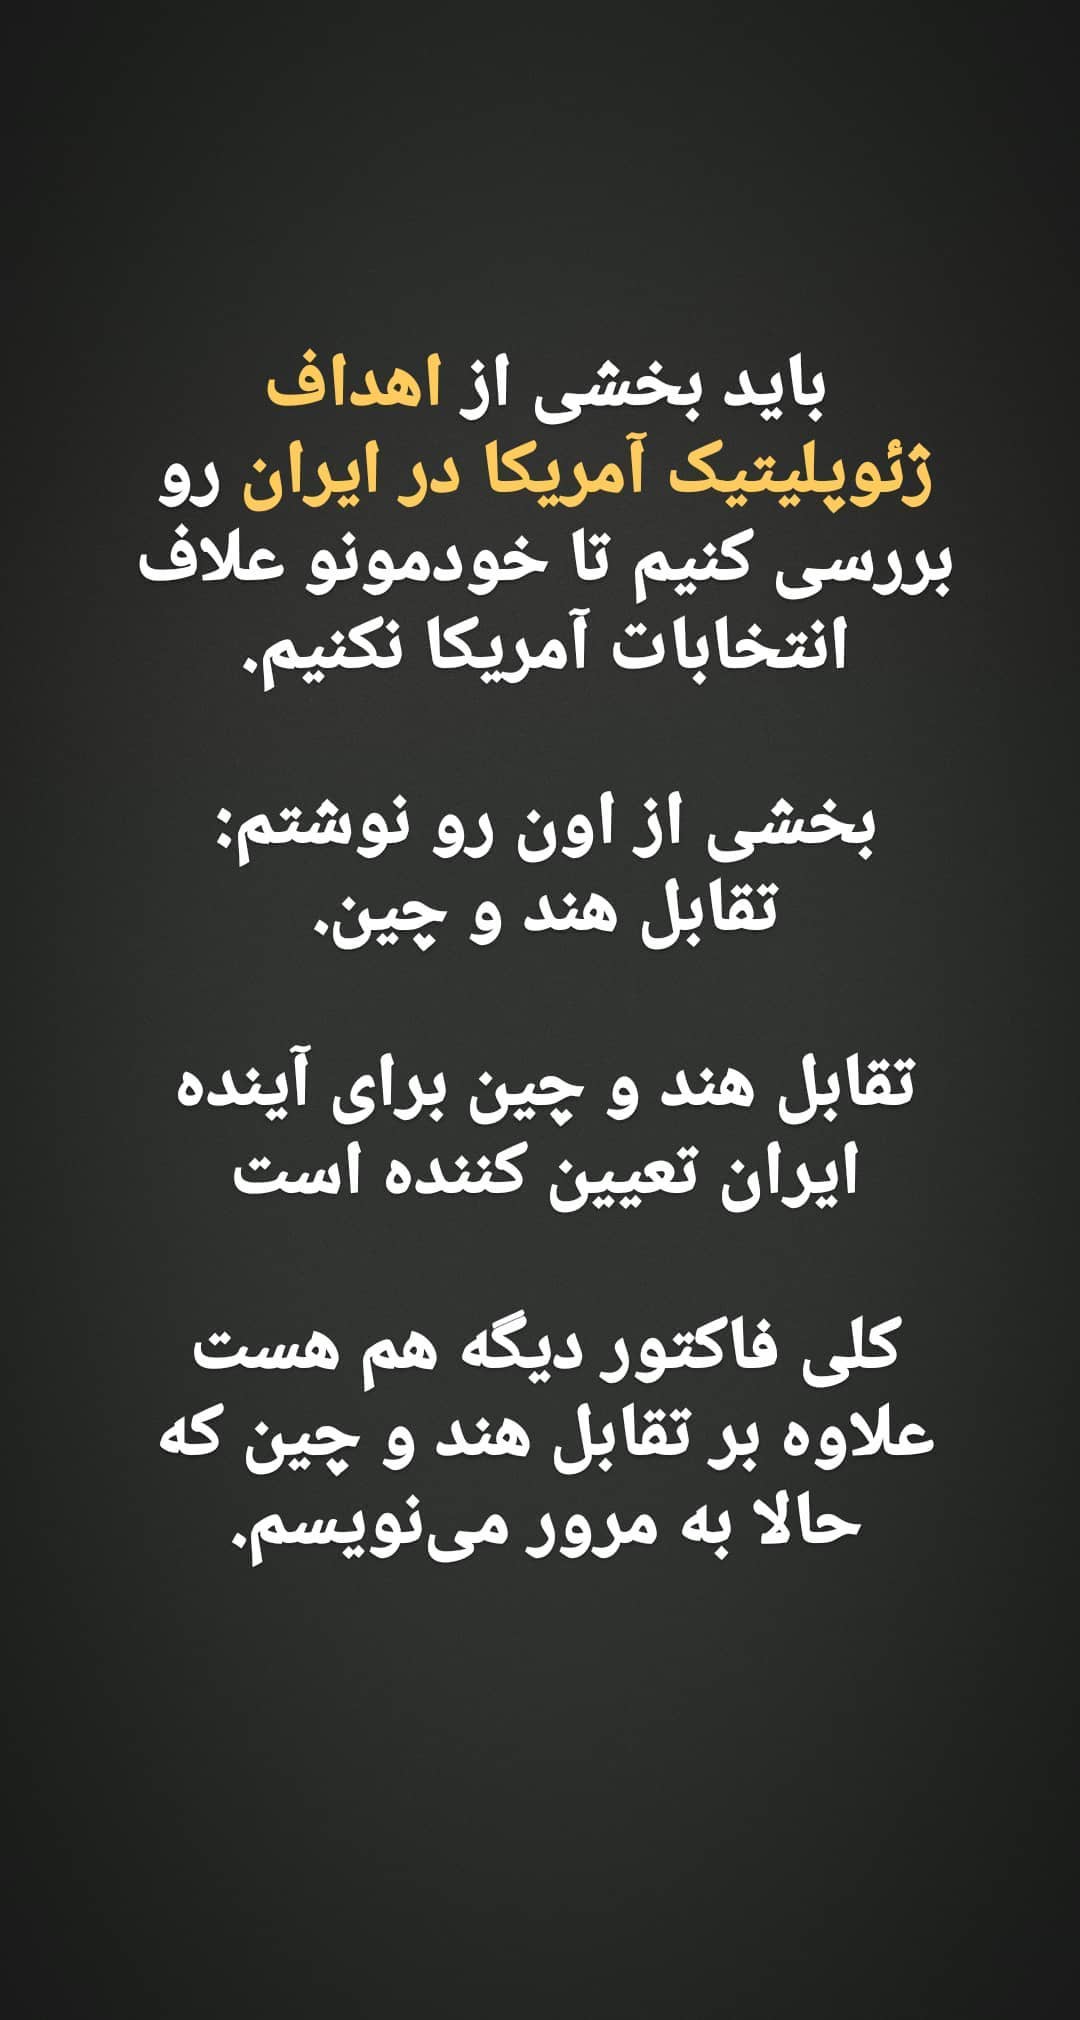 باید بخشی از اهداف
ژئوپلیتیک آمریکا در ایران رو
بررسی کنیم تا خودمونو علاف
انتخابات آمریکا نکنیم.
بخشی از اون رو نوشتم:
تقابل هند و چین.
تقابل هند و چین برای آینده
ایران تعیین کننده است
کلی فاکتور دیگه هم هست
علاوه بر تقابل هند و چین که
حالا به مرور می‌نویسم.